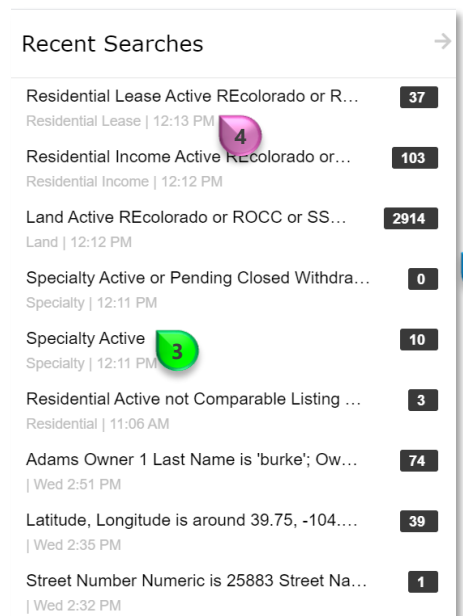 Recent Searches
Residential Lease Active REcolorado or R... 37
Residential Lease | 12:13 PM
4
Residential Income Active REcolorado or... 103
Residential Income | 12:12 PM
Land Active REcolorado or ROCC or SS... 2914
Land | 12:12 PM
Specialty Active or Pending Closed Withdra... 0
Specialty | 12:11 PM
Specialty Active 10
3
Specialty | 12:11 PM
Residential Active not Comparable Listing ... 3
Residential | 11:06 AM
Adams Owner 1 Last Name is 'burke'; Ow... 74
| Wed 2:51 PM
Latitude, Longitude is around 39.75, -104.... 39
| Wed 2:35 PM
Street Number Numeric is 25883 Street Na... 1
| Wed 2:32 PM